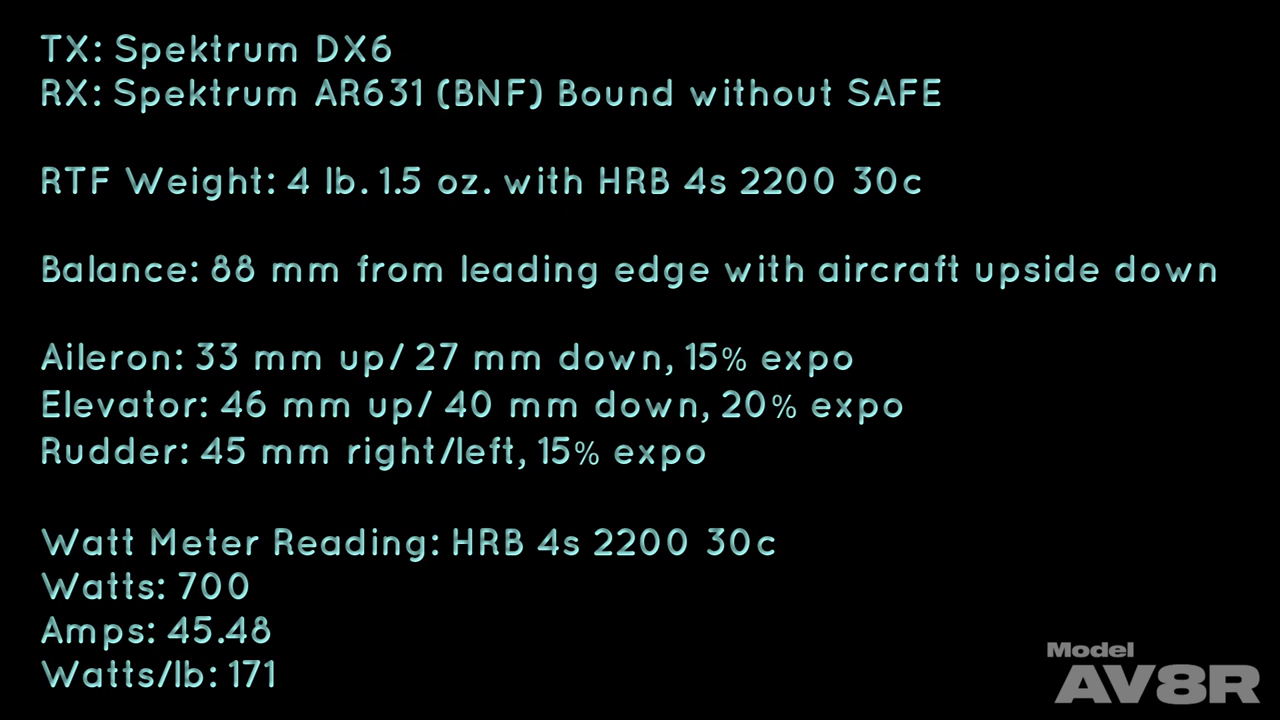 TX: Spektrum DX6
RX: Spektrum AR631 (BNF) Bound without SAFE
RTF Weight: 4 lb. 1.5 oz. with HRB 4s 2200 30c
Balance: 88 mm from leading edge with aircraft upside down
Aileron: 33 mm up/ 27 mm down, 15% expo
Elevator: 46 mm up/ 40 mm down, 20% expo
Rudder: 45 mm right/left, 15% expo
Watt Meter Reading: HRB 4s 2200 30c
Watts: 700
Amps: 45.48
Watts/lb: 171
Model
AV8R